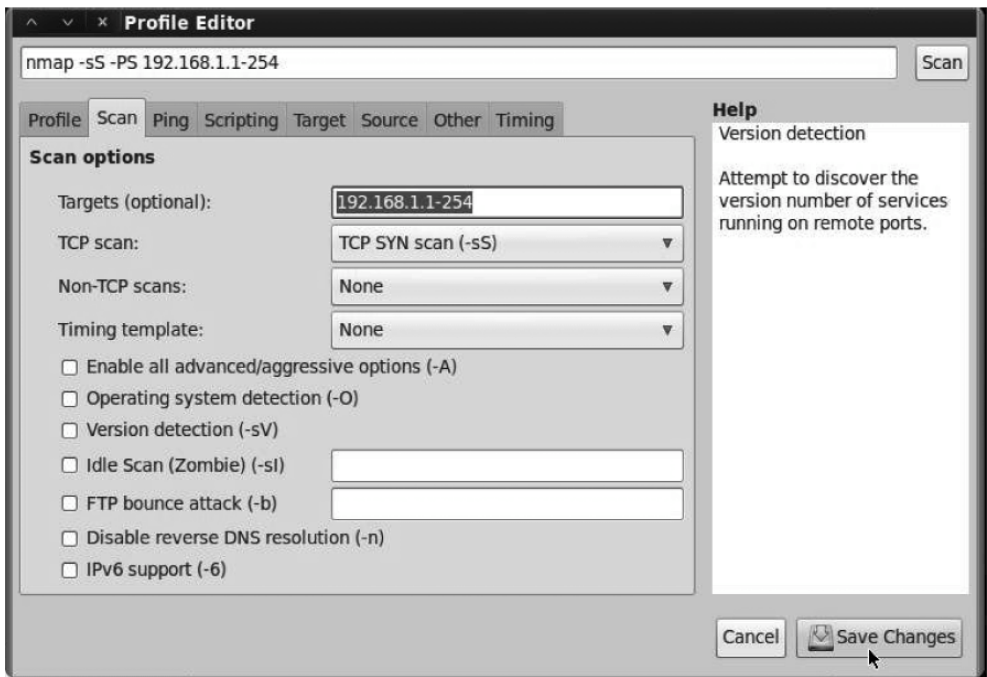 Profile Editor
nmap -sS -PS 192.168.1.1-254
Scan
Profile Scan Ping Scripting Target Source Other Timing
Scan options
Targets (optional): 192.168.1.1-254
TCP scan: TCP SYN scan (-sS)
Non-TCP scans: None
Timing template: None
Enable all advanced/aggressive options (-A)
Operating system detection (-O)
Version detection (-sV)
Idle Scan (Zombie) (-sI)
FTP bounce attack (-b)
Disable reverse DNS resolution (-n)
IPv6 support (-6)
Help
Version detection
Attempt to discover the
version number of services
running on remote ports.
Cancel
Save Changes